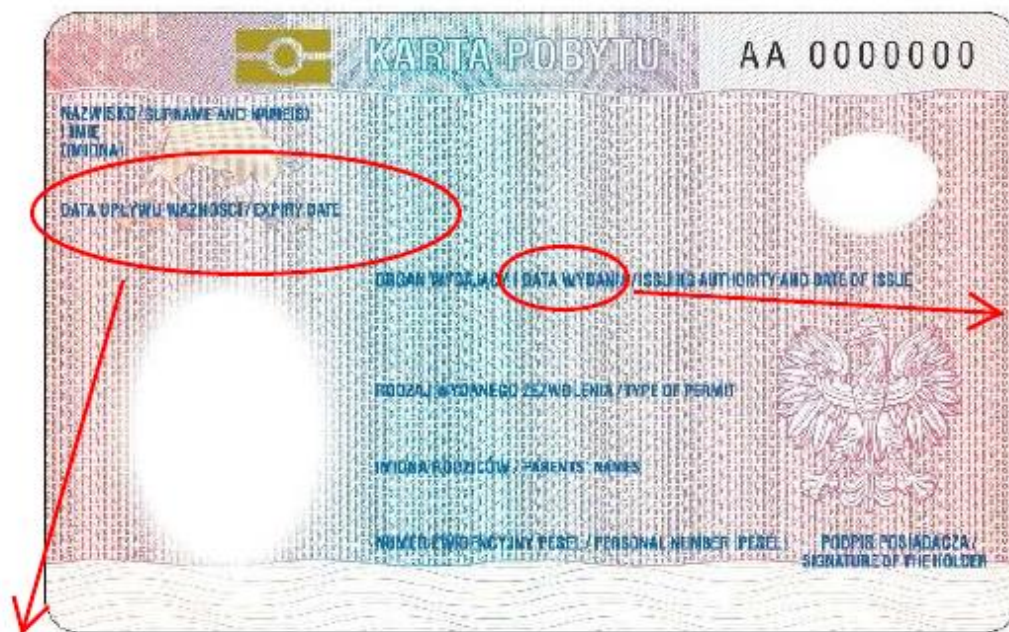 KARTA POBYTU
AA 0000000
NAZWISKO / SURNAME AND NAME(S)
I IMIĘ
(IMIONA)
DATA UPŁYWU WAŻNOŚCI / EXPIRY DATE
ORGAN WYDAJĄCY I DATA WYDANIA / ISSUING AUTHORITY AND DATE OF ISSUE
RODZAJ WYDANEGO ZEZWOLENIA / TYPE OF PERMIT
IMIONA RODZICÓW / PARENTS' NAMES
NUMER EWIDENCYJNY PESEL / PERSONAL NUMBER (PESEL)
PODPIS POSIADACZA /
SIGNATURE OF THE HOLDER